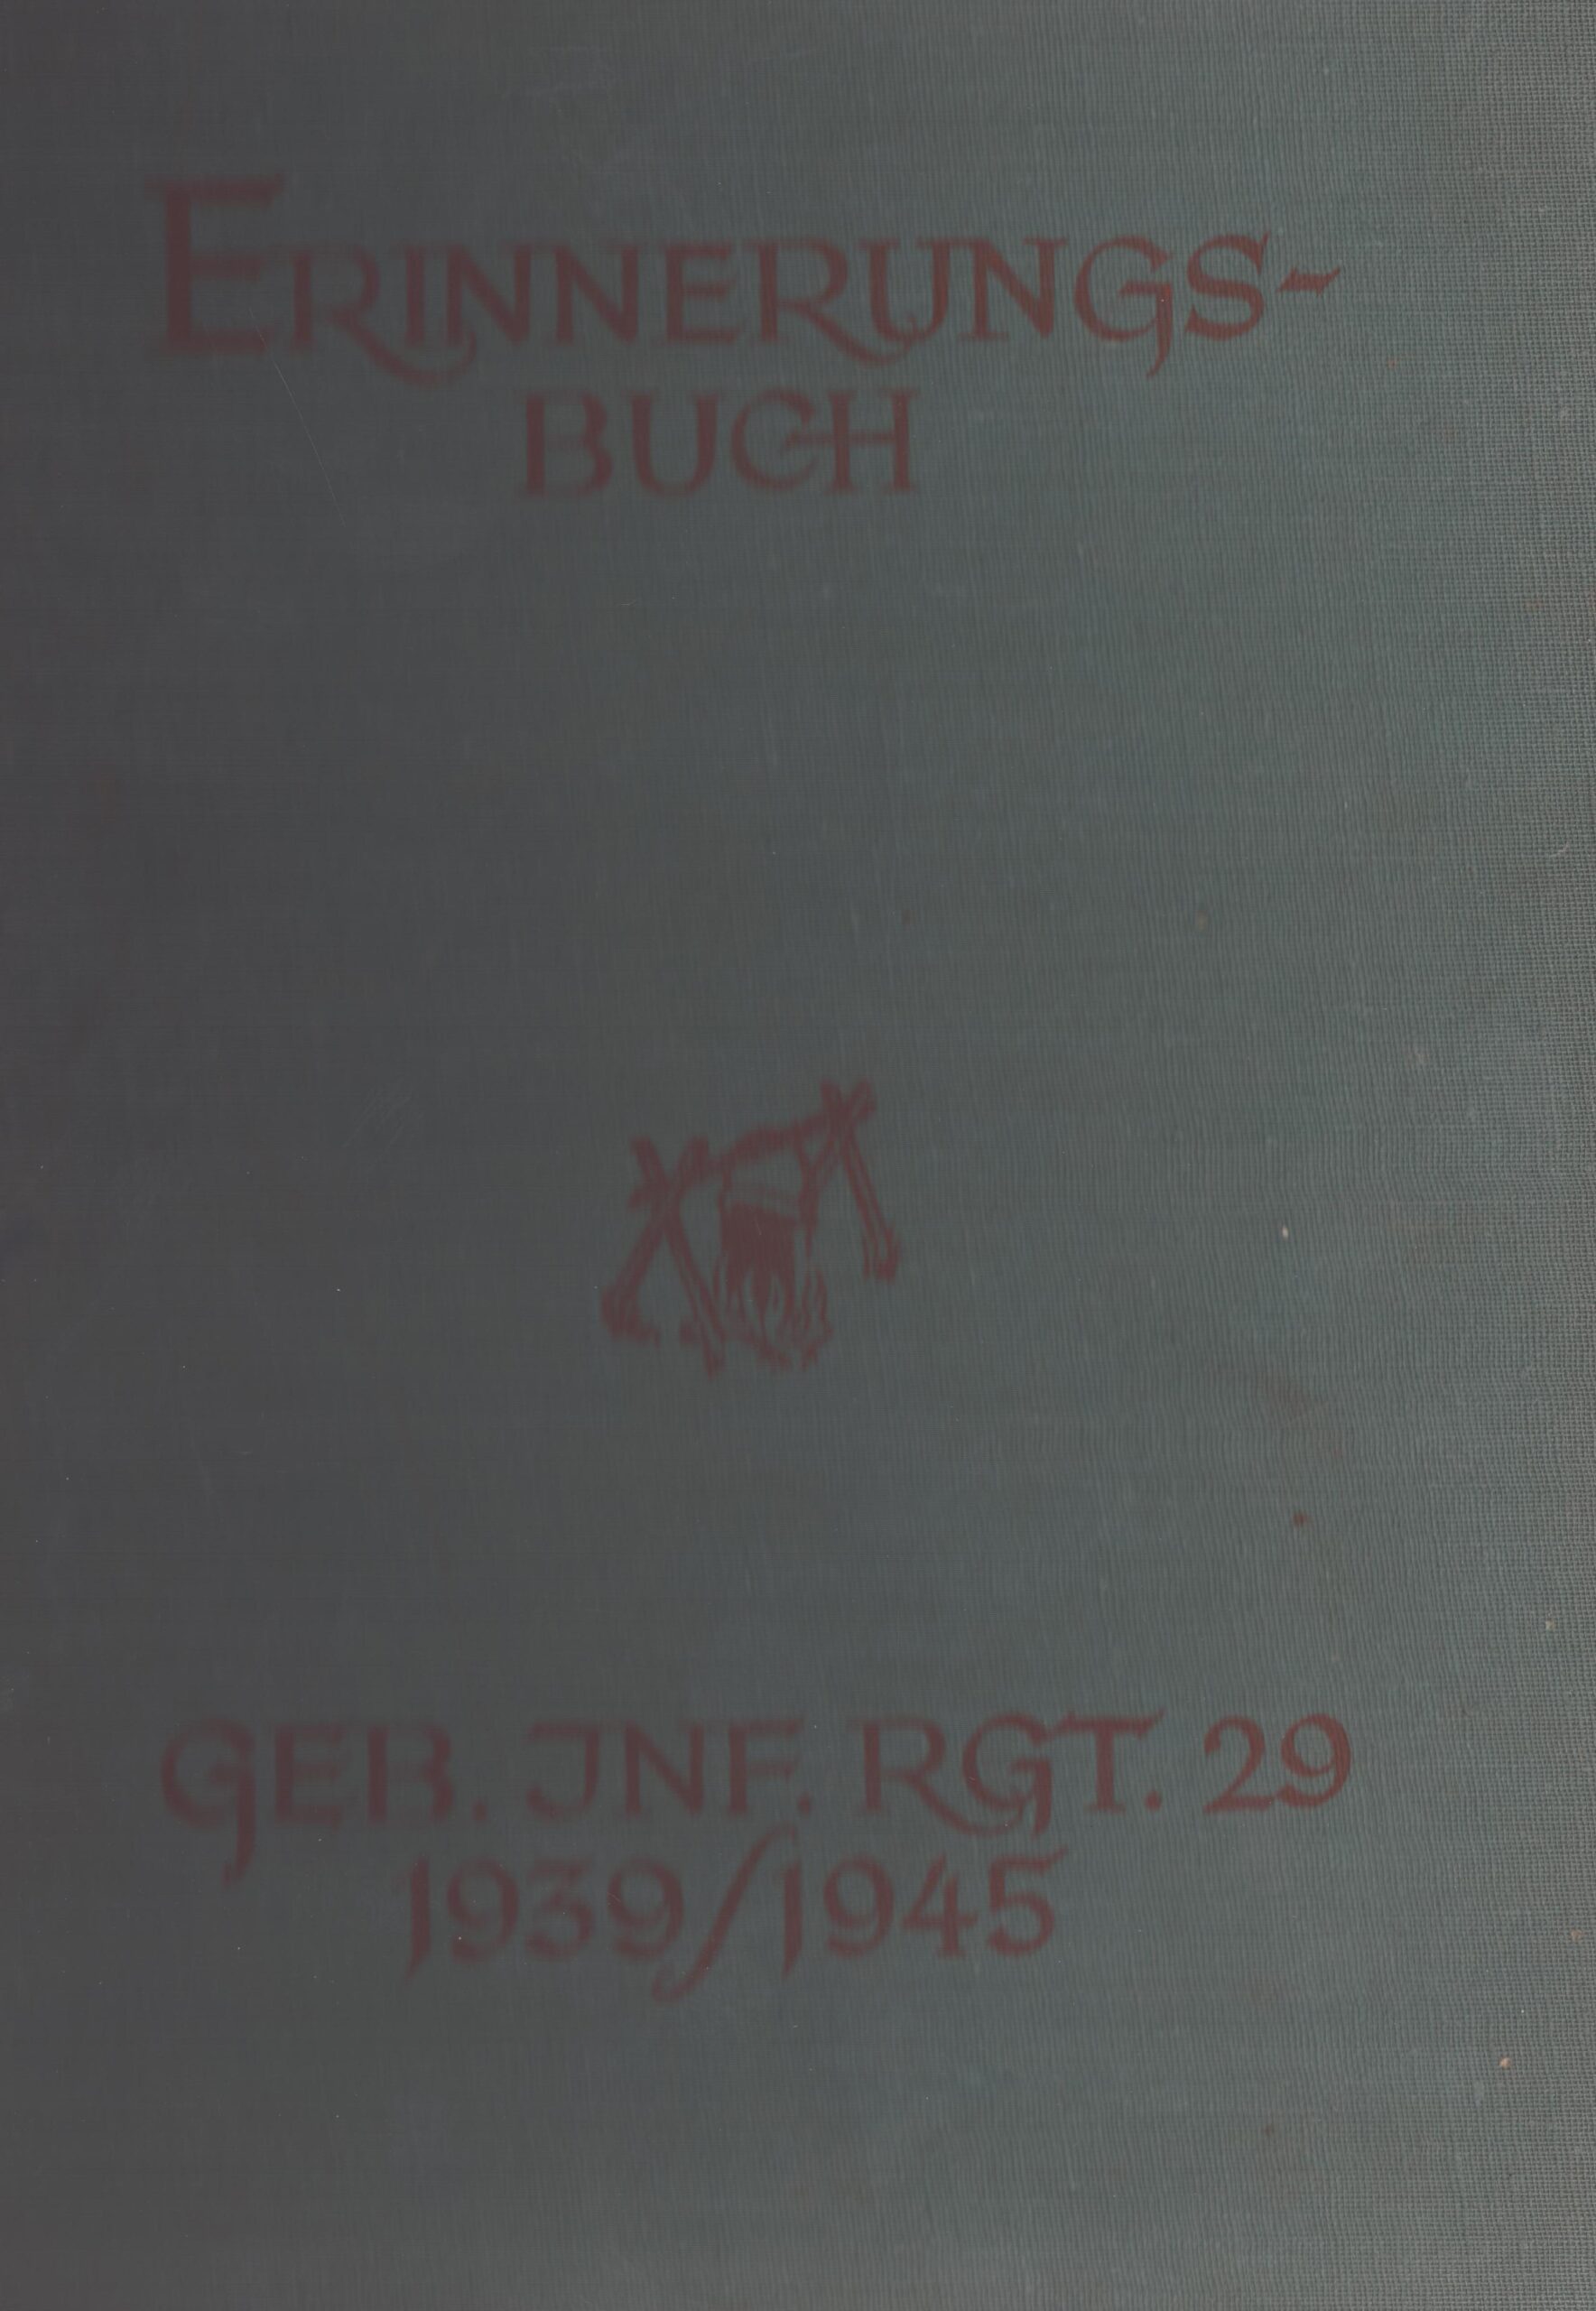 ERINNERUNGS-
BUCH
GEB. JNF. RGT. 29
1939/1945